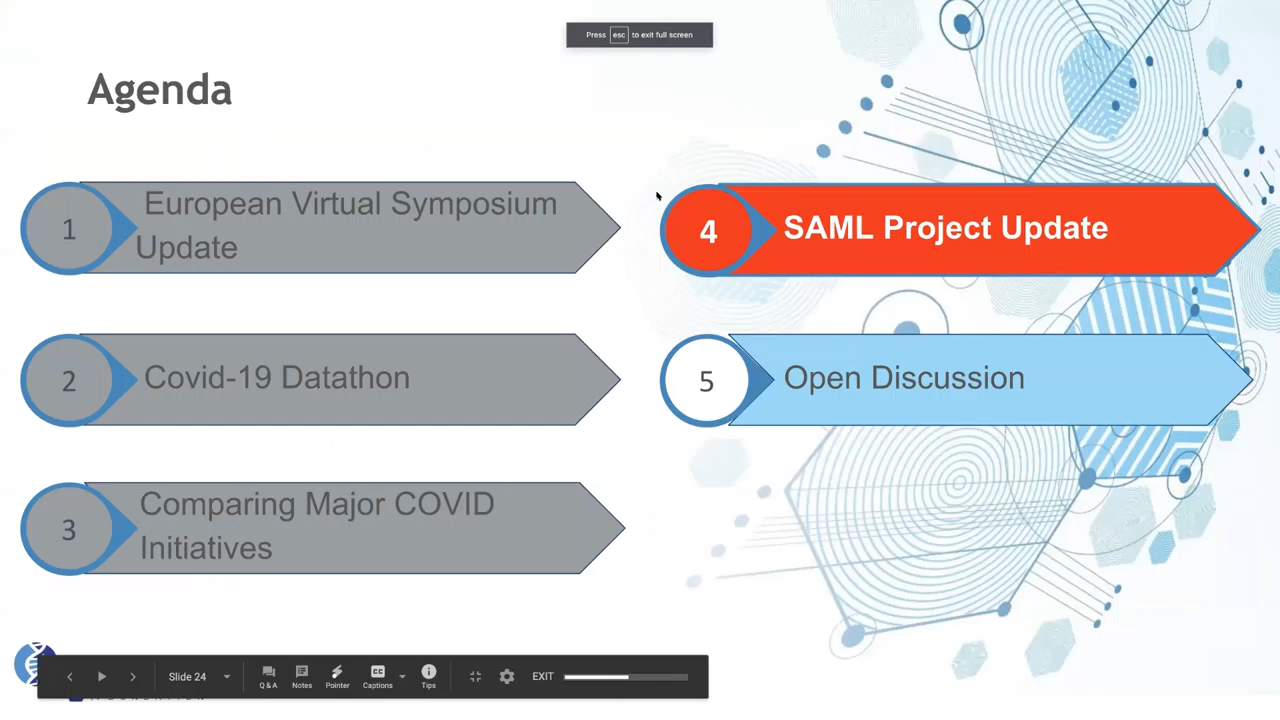 Press esc to exit full screen
Agenda
1
European Virtual Symposium
Update
2
Covid-19 Datathon
3
Comparing Major COVID
Initiatives
4
SAML Project Update
5
Open Discussion
Slide 24
Q & A
Notes
Pointer
CC
Captions
Tips
EXIT